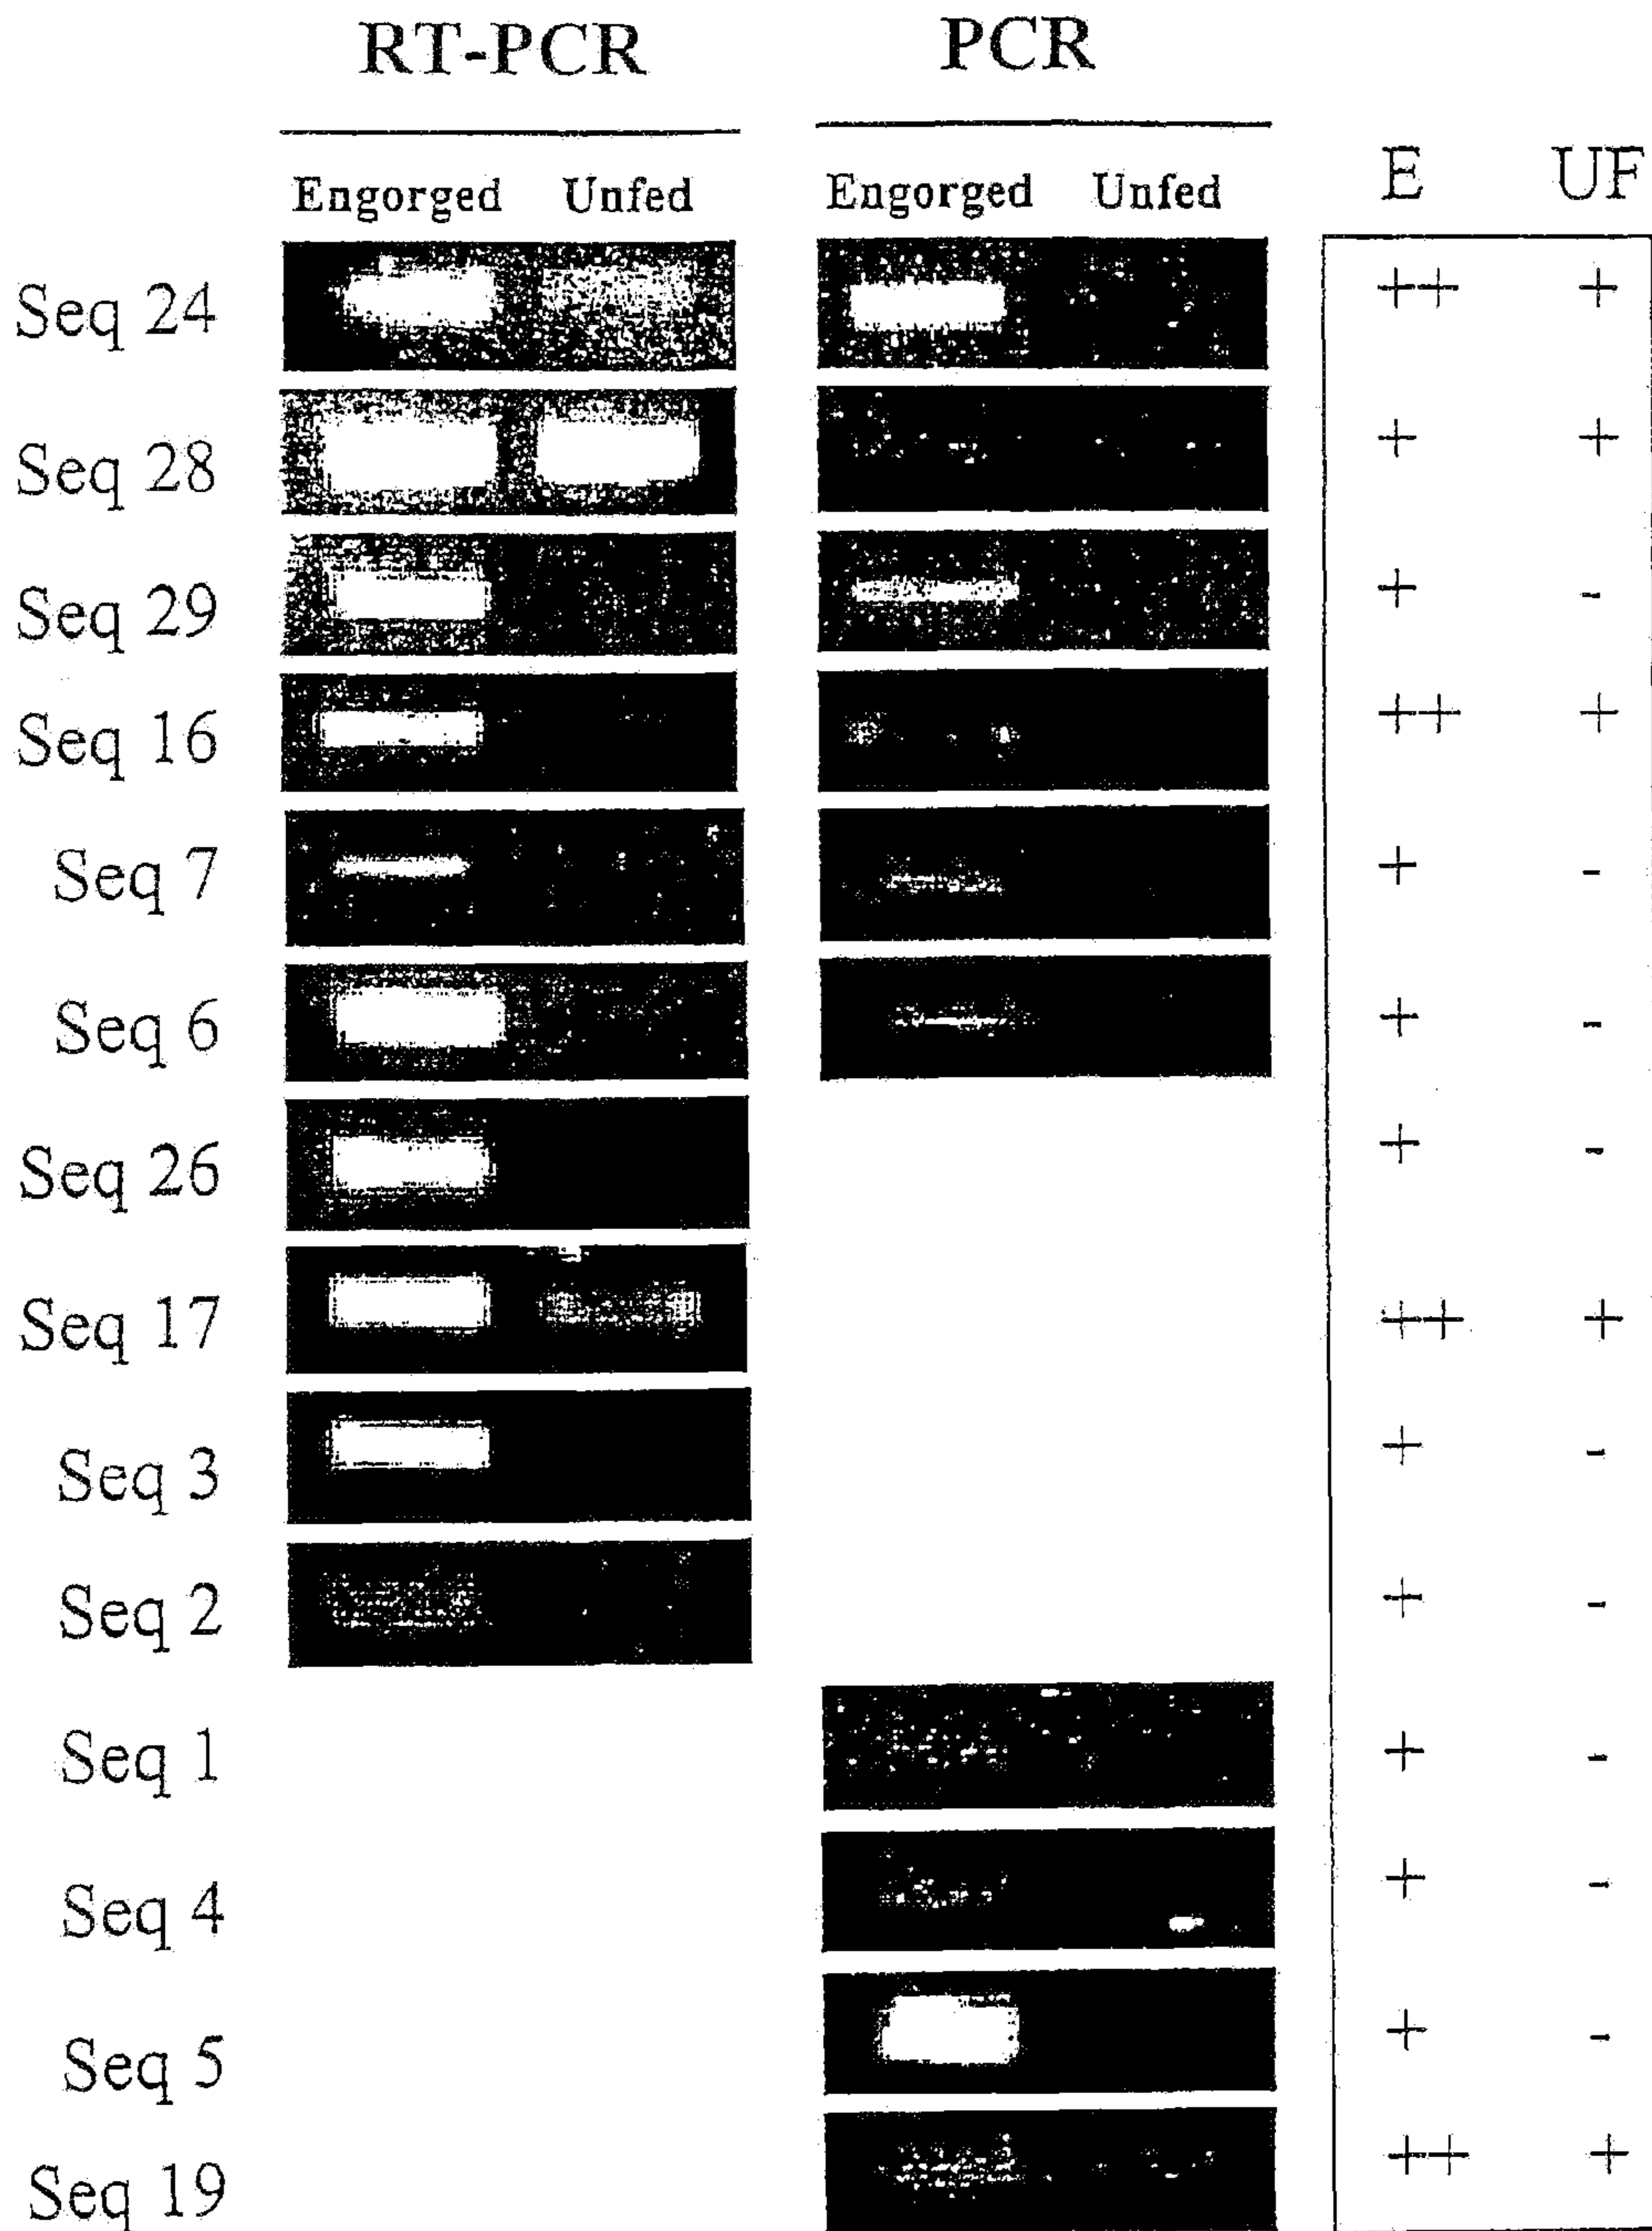 RT-PCR PCR
Engorged Unfed Engorged Unfed E UF
Seq 24 ++ +
Seq 28 + +
Seq 29 + -
Seq 16 ++ +
Seq 7 + -
Seq 6 + -
Seq 26 + -
Seq 17 ++ +
Seq 3 + -
Seq 2 + -
Seq 1 + -
Seq 4 + -
Seq 5 + -
Seq 19 ++ +